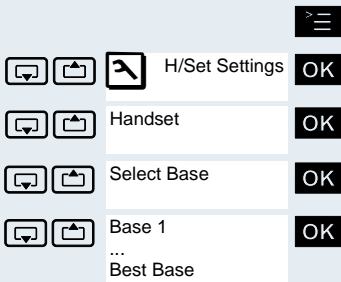 H/Set Settings OK
Handset OK
Select Base OK
Base 1 OK
...
Best Base